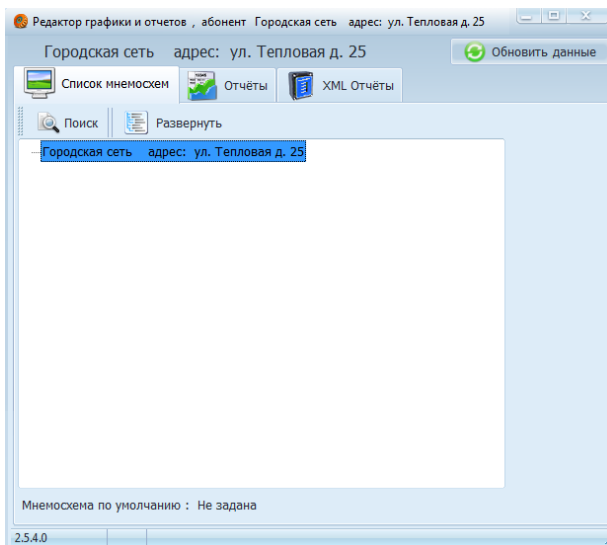 Редактор графики и отчетов , абонент Городская сеть адрес: ул. Тепловая д. 25
Городская сеть адрес: ул. Тепловая д. 25
Обновить данные
Список мнемосхем
Отчёты
XML Отчёты
Поиск
Развернуть
Городская сеть адрес: ул. Тепловая д. 25
Мнемосхема по умолчанию : Не задана
2.5.4.0